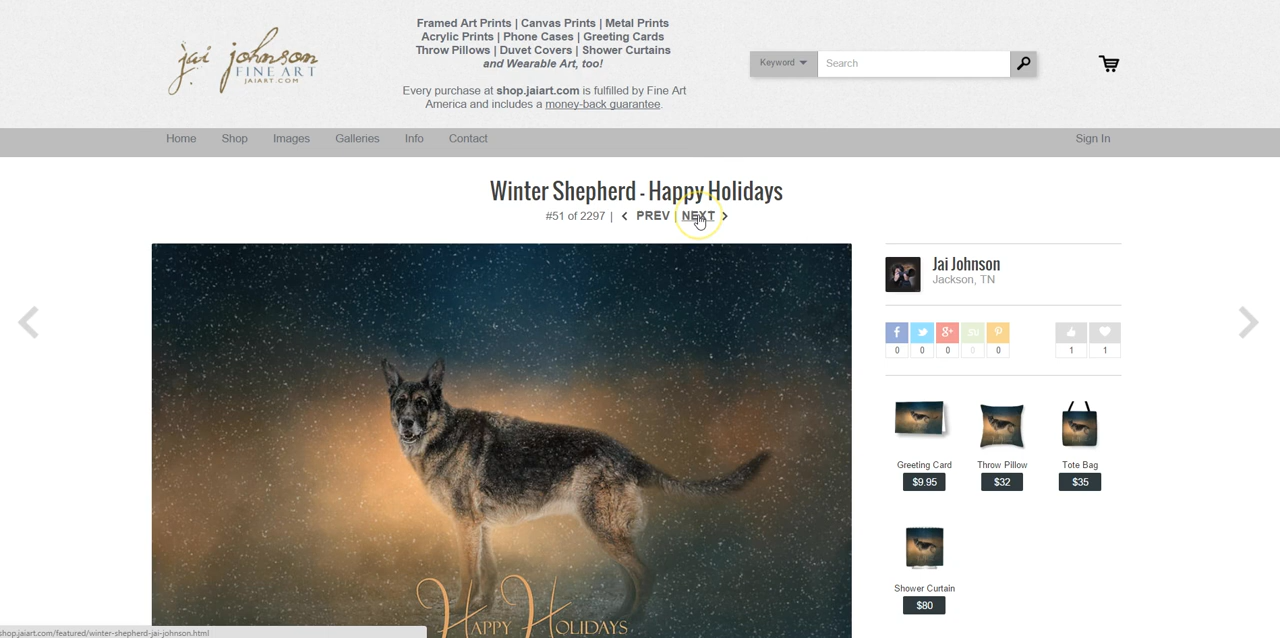 jai johnson
FINE ART
JAIART.COM
Framed Art Prints | Canvas Prints | Metal Prints
Acrylic Prints | Phone Cases | Greeting Cards
Throw Pillows | Duvet Covers | Shower Curtains
and Wearable Art, too!
Every purchase at shop.jaiart.com is fulfilled by Fine Art
America and includes a money-back guarantee.
Keyword
Search
Home Shop Images Galleries Info Contact Sign In
Winter Shepherd - Happy Holidays
#51 of 2297 | PREV | NEXT
Jai Johnson
Jackson, TN
f g+ su p
0 0 0 0 0 1 1
Greeting Card Throw Pillow Tote Bag
$9.95 $32 $35
Shower Curtain
$80
HAPPY HOLIDAYS
shop.jaiart.com/featured/winter-shepherd-jai-johnson.html